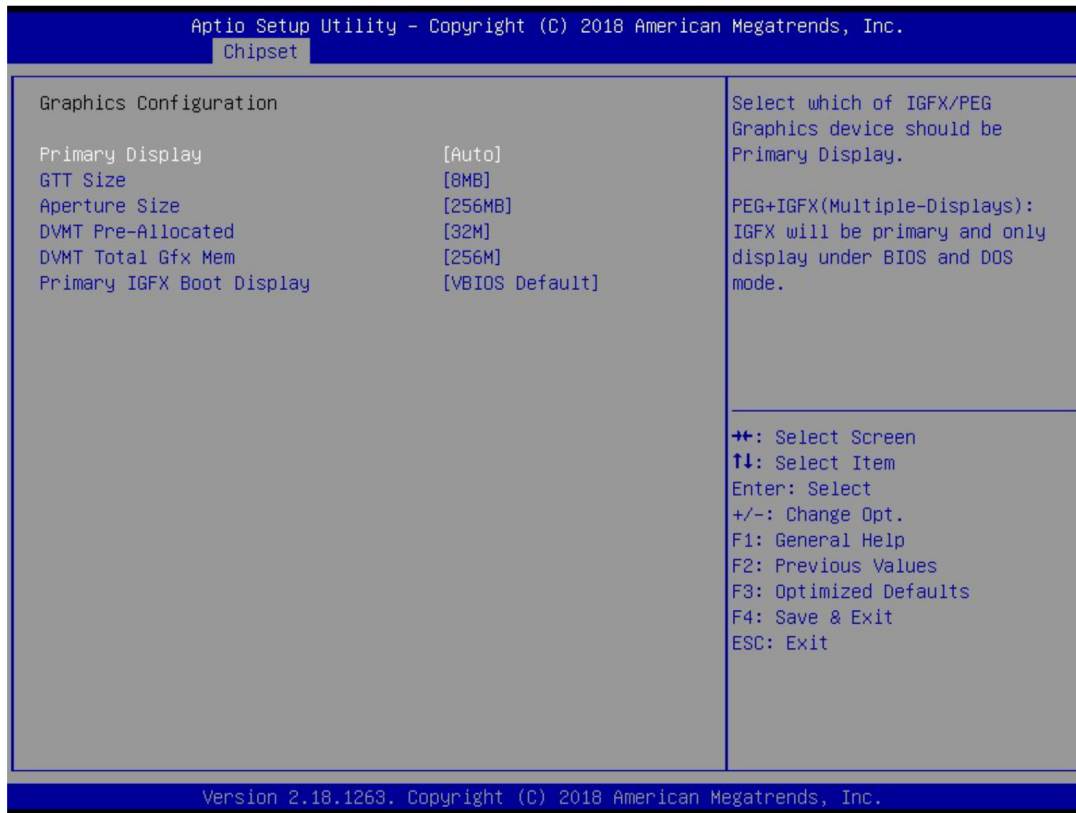 Aptio Setup Utility – Copyright (C) 2018 American Megatrends, Inc.
Chipset
Graphics Configuration
Primary Display [Auto]
GTT Size [8MB]
Aperture Size [256MB]
DVMT Pre-Allocated [32M]
DVMT Total Gfx Mem [256M]
Primary IGFX Boot Display [VBIOS Default]
Select which of IGFX/PEG
Graphics device should be
Primary Display.
PEG+IGFX(Multiple-Displays):
IGFX will be primary and only
display under BIOS and DOS
mode.
→←: Select Screen
↑↓: Select Item
Enter: Select
+/-: Change Opt.
F1: General Help
F2: Previous Values
F3: Optimized Defaults
F4: Save & Exit
ESC: Exit
Version 2.18.1263. Copyright (C) 2018 American Megatrends, Inc.